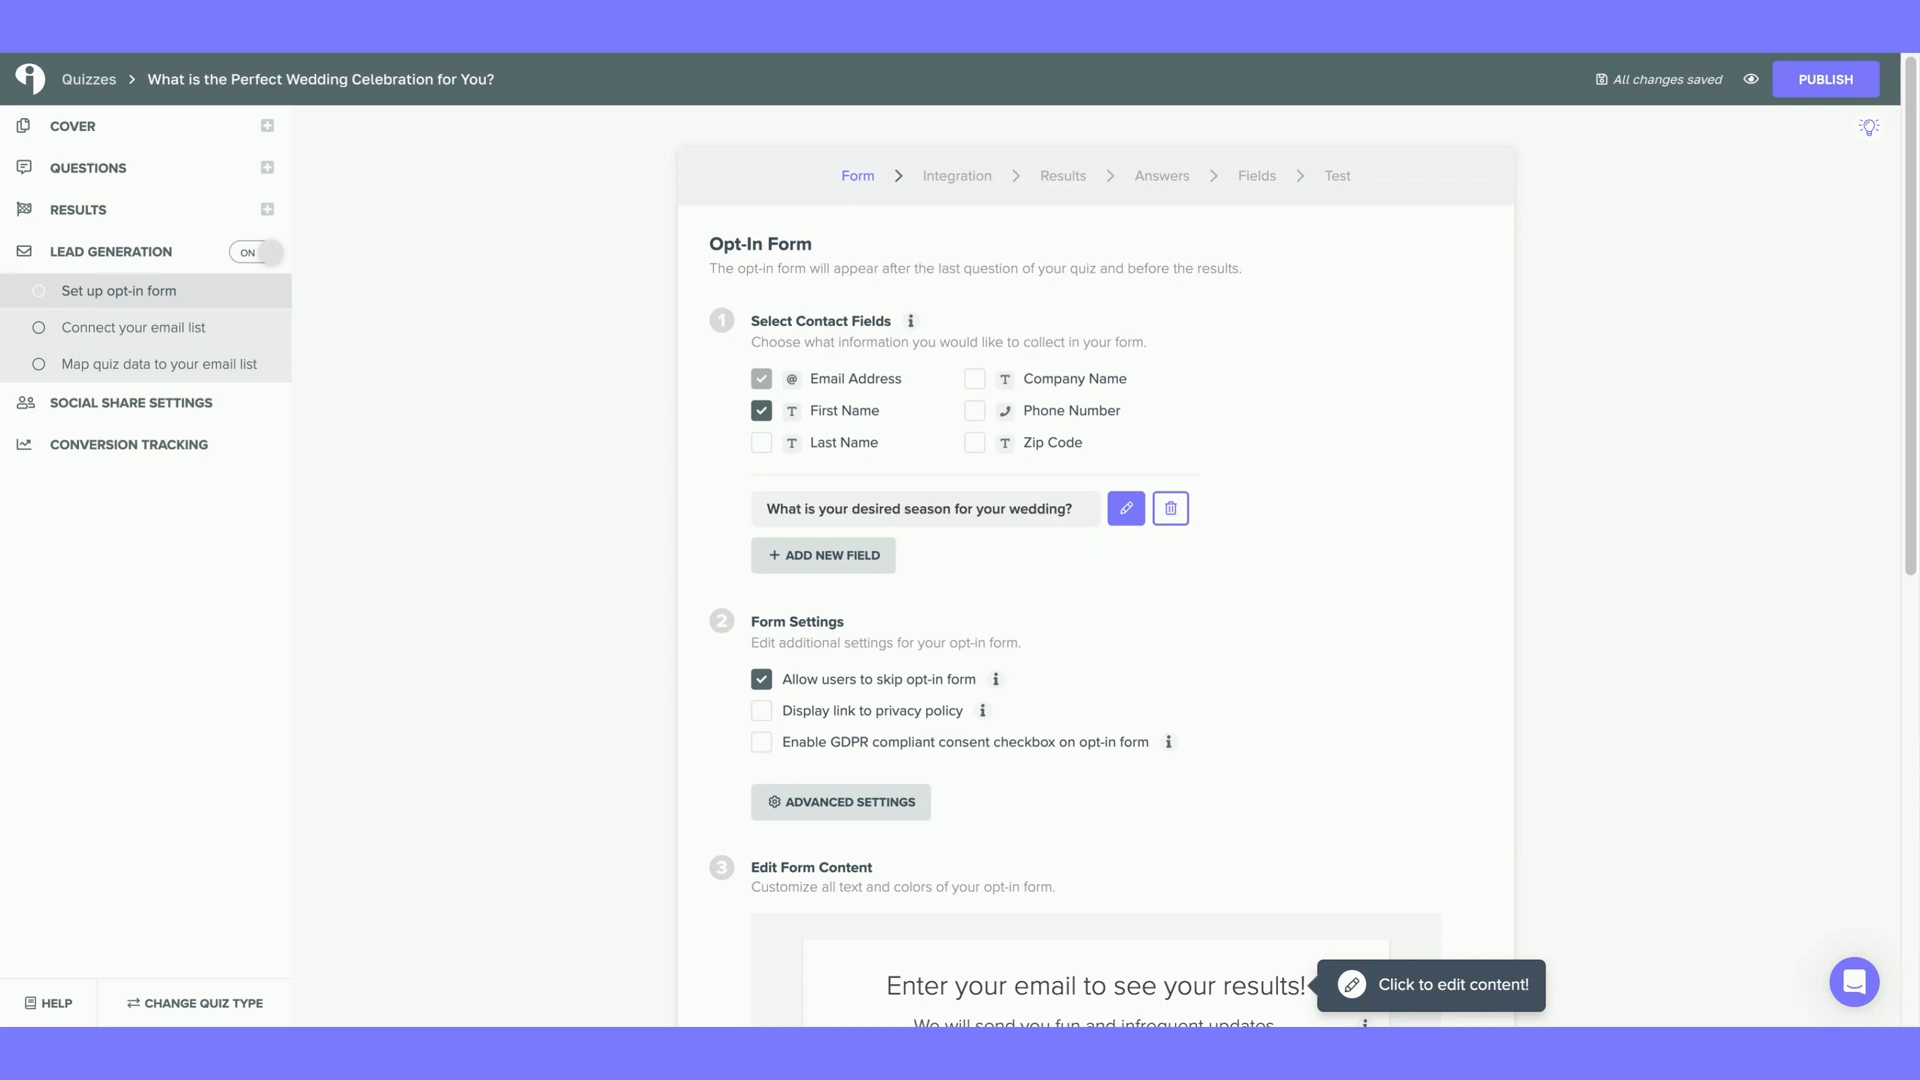 Quizzes > What is the Perfect Wedding Celebration for You?
All changes saved
PUBLISH
COVER
QUESTIONS
RESULTS
LEAD GENERATION
ON
Set up opt-in form
Connect your email list
Map quiz data to your email list
SOCIAL SHARE SETTINGS
CONVERSION TRACKING
HELP
CHANGE QUIZ TYPE
Form > Integration > Results > Answers > Fields > Test
Opt-In Form
The opt-in form will appear after the last question of your quiz and before the results.
1 Select Contact Fields i
Choose what information you would like to collect in your form.
@ Email Address
T Company Name
T First Name
Phone Number
T Last Name
T Zip Code
What is your desired season for your wedding?
+ ADD NEW FIELD
2 Form Settings
Edit additional settings for your opt-in form.
Allow users to skip opt-in form i
Display link to privacy policy i
Enable GDPR compliant consent checkbox on opt-in form i
ADVANCED SETTINGS
3 Edit Form Content
Customize all text and colors of your opt-in form.
Enter your email to see your results!
Click to edit content!
We will send you fun and infrequent updates.